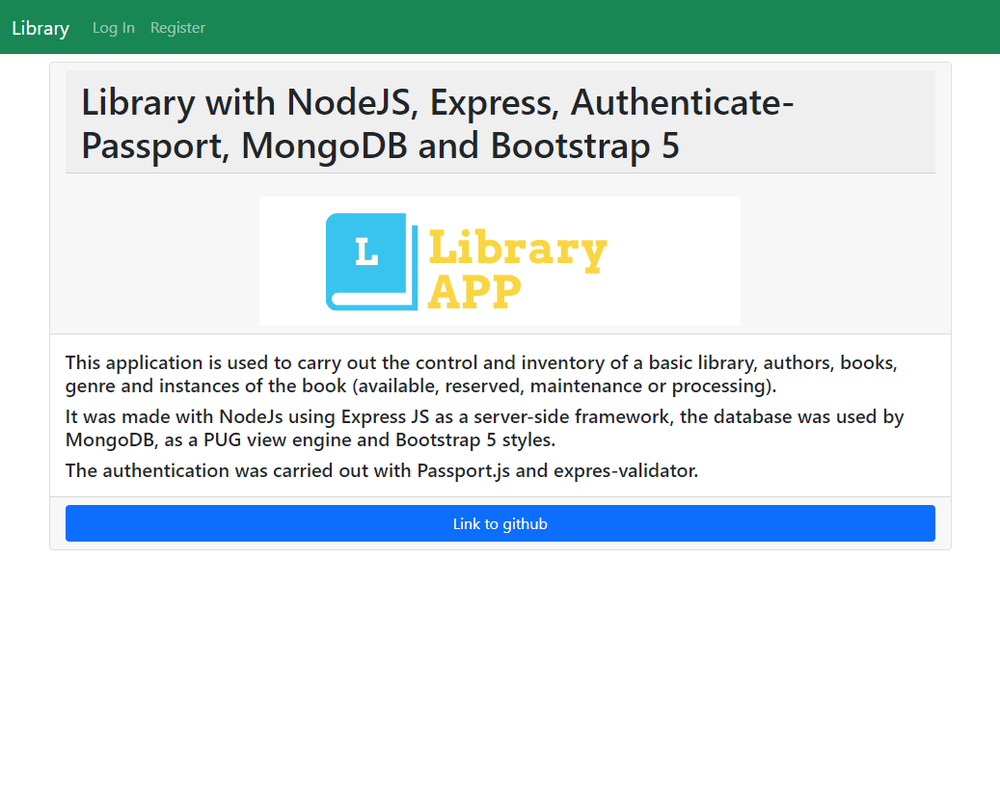 Library Log In Register
Library with NodeJS, Express, Authenticate-
Passport, MongoDB and Bootstrap 5
L
Library
APP
This application is used to carry out the control and inventory of a basic library, authors, books,
genre and instances of the book (available, reserved, maintenance or processing).
It was made with NodeJs using Express JS as a server-side framework, the database was used by
MongoDB, as a PUG view engine and Bootstrap 5 styles.
The authentication was carried out with Passport.js and expres-validator.
Link to github